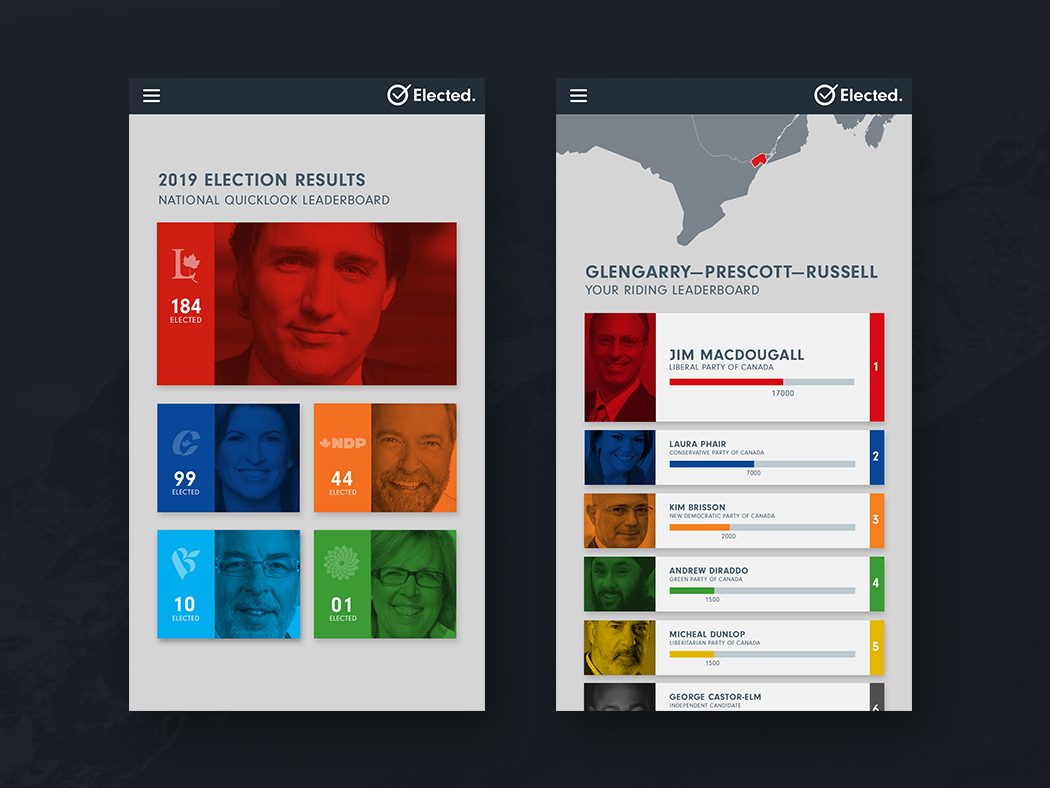 Elected.
2019 ELECTION RESULTS
NATIONAL QUICKLOOK LEADERBOARD
L
184
ELECTED
C
99
ELECTED
NDP
44
ELECTED
10
ELECTED
01
ELECTED
Elected.
GLENGARRY—PRESCOTT—RUSSELL
YOUR RIDING LEADERBOARD
JIM MACDOUGALL
LIBERAL PARTY OF CANADA
17000
1
LAURA PHAIR
CONSERVATIVE PARTY OF CANADA
7000
2
KIM BRISSON
NEW DEMOCRATIC PARTY OF CANADA
2000
3
ANDREW DIRADDO
GREEN PARTY OF CANADA
1500
4
MICHEAL DUNLOP
LIBERITARIAN PARTY OF CANADA
1500
5
GEORGE CASTOR-ELM
INDEPENDENT CANDIDATE
6